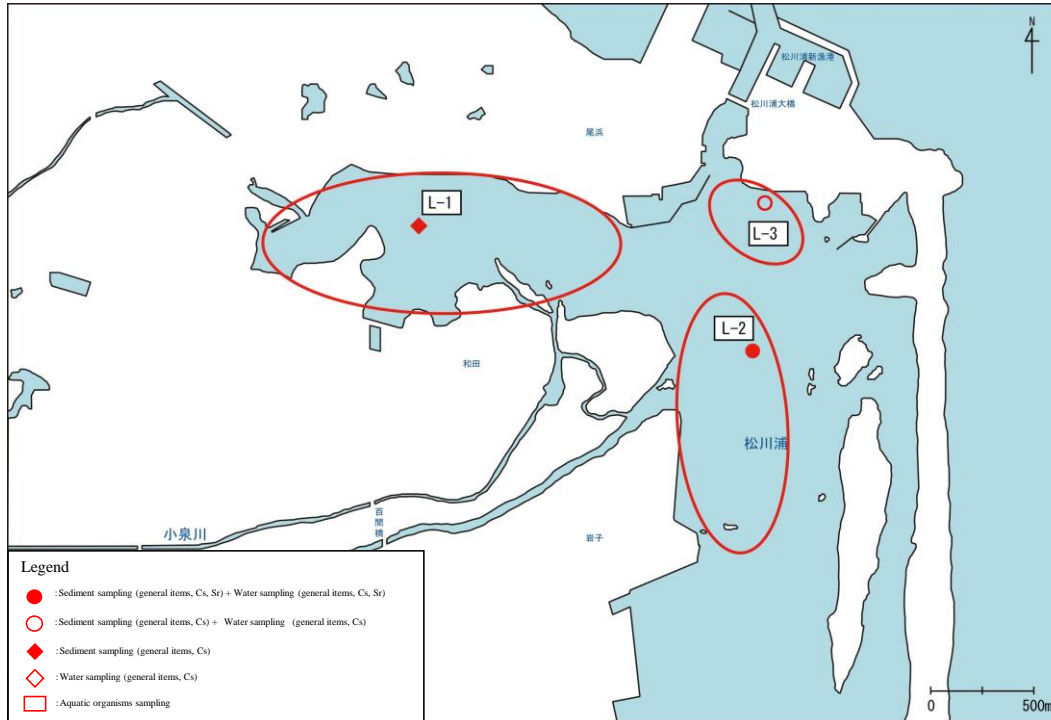 N
松川浦新漁港
松川浦大橋
尾浜
L-1
L-3
L-2
和田
松川浦
百間橋
小泉川
岩子
Legend
: Sediment sampling (general items, Cs, Sr) + Water sampling (general items, Cs, Sr)
: Sediment sampling (general items, Cs) + Water sampling (general items, Cs)
: Sediment sampling (general items, Cs)
: Water sampling (general items, Cs)
: Aquatic organisms sampling
0 500m